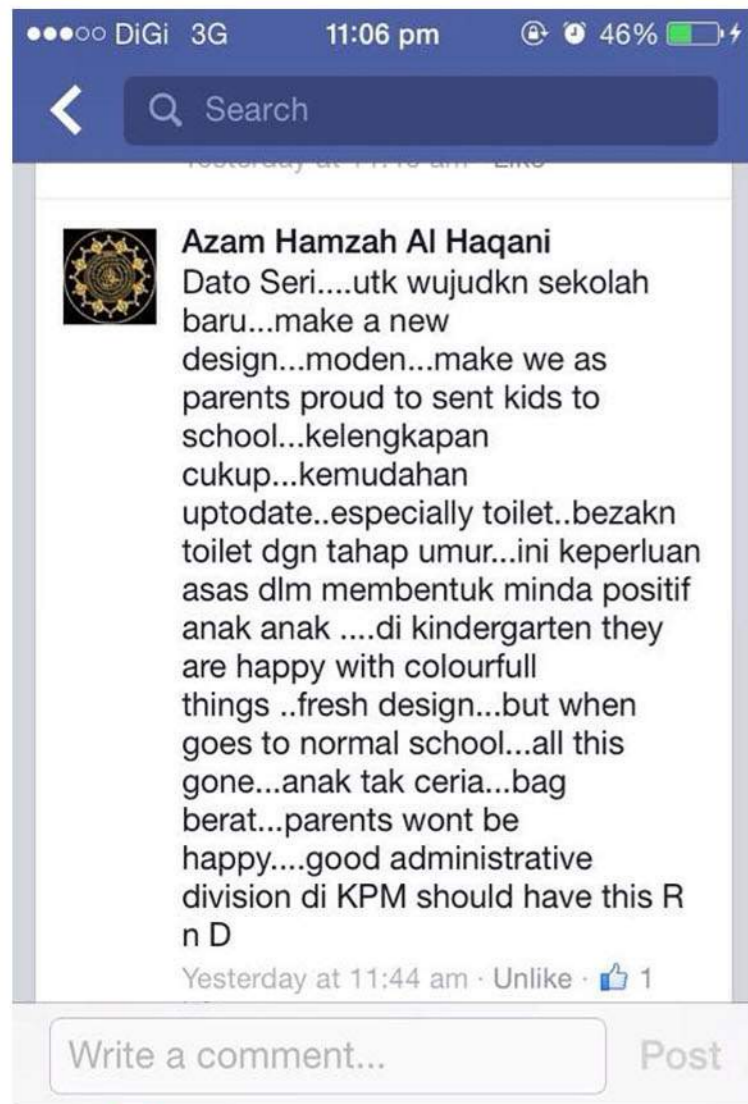 DiGi 3G 11:06 pm 46%
Search
Azam Hamzah Al Haqani
Dato Seri....utk wujudkn sekolah
baru...make a new
design...moden...make we as
parents proud to sent kids to
school...kelengkapan
cukup...kemudahan
uptodate..especially toilet..bezakn
toilet dgn tahap umur...ini keperluan
asas dlm membentuk minda positif
anak anak ....di kindergarten they
are happy with colourfull
things ..fresh design...but when
goes to normal school...all this
gone...anak tak ceria...bag
berat...parents wont be
happy....good administrative
division di KPM should have this R
n D
Yesterday at 11:44 am · Unlike · 1
Write a comment... Post